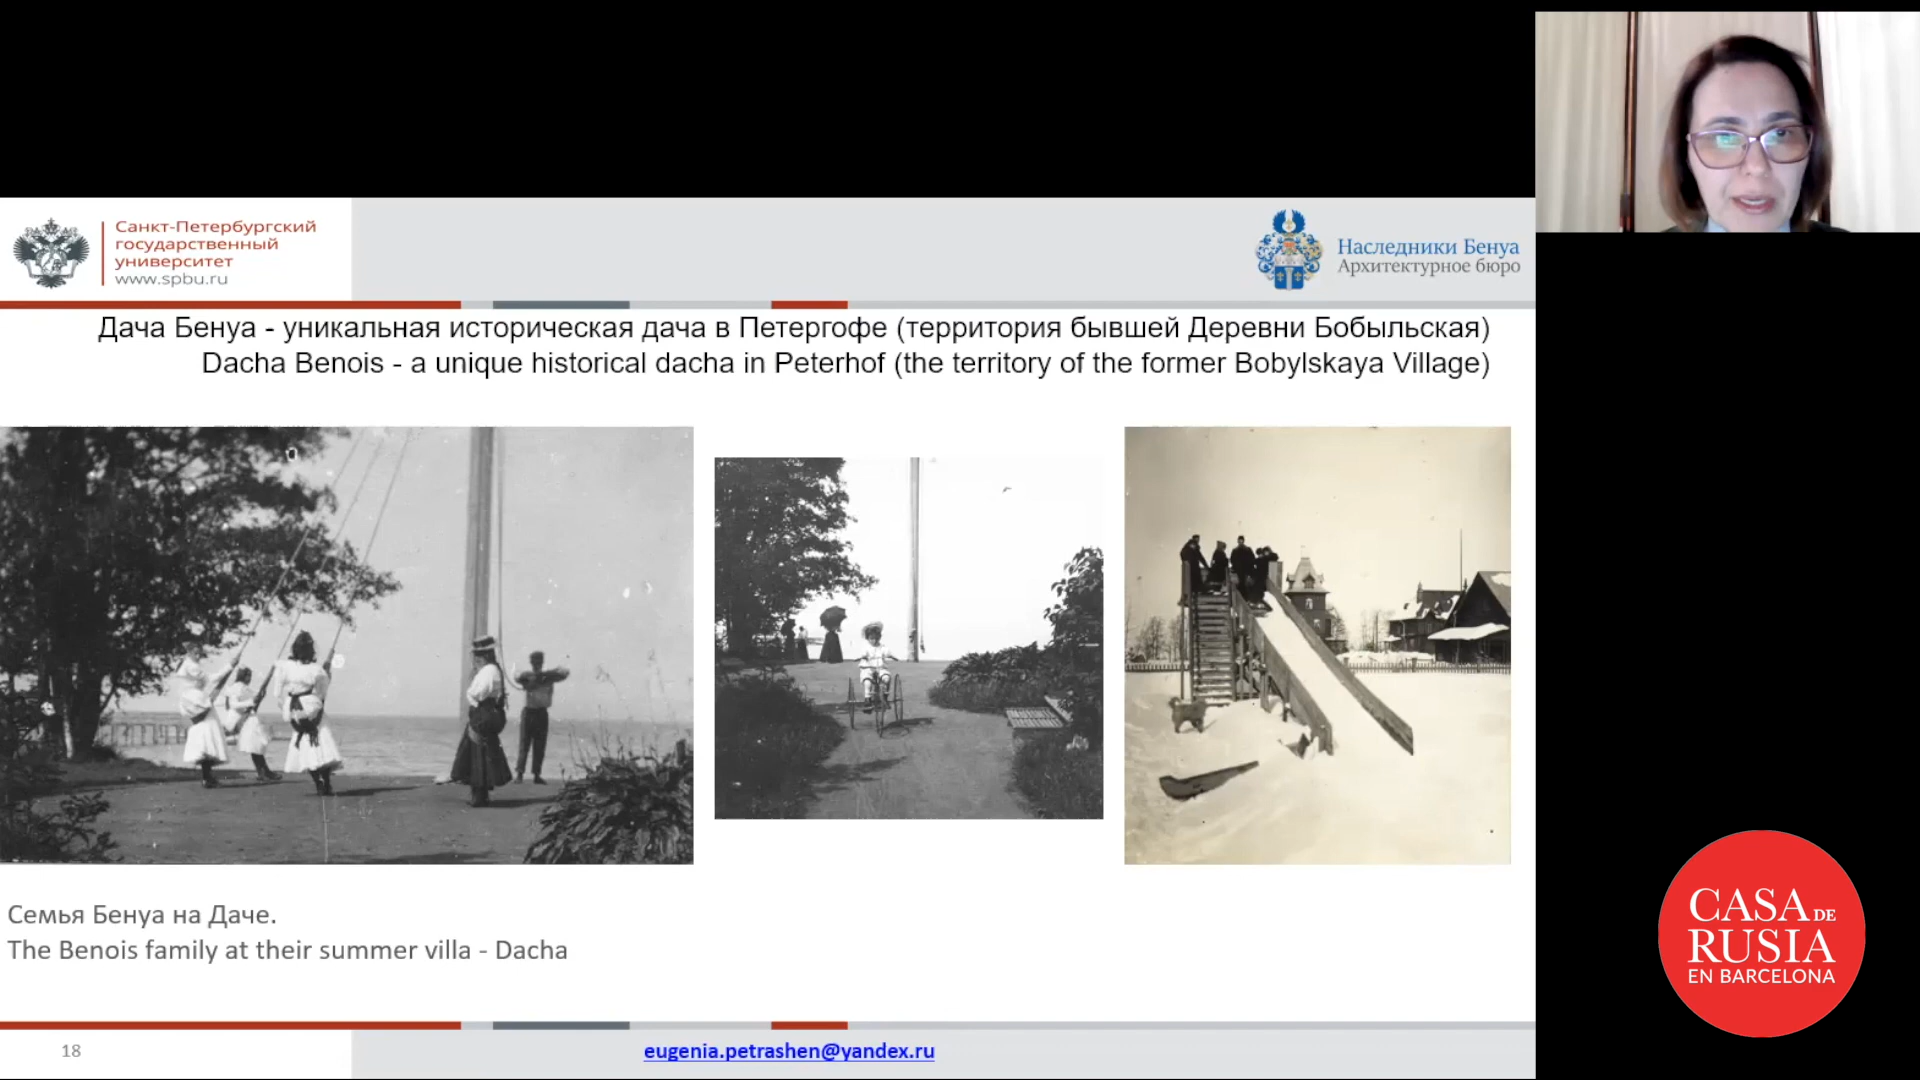 Санкт-Петербургский
государственный
университет
www.spbu.ru
Наследники Бенуа
Архитектурное бюро
Дача Бенуа - уникальная историческая дача в Петергофе (территория бывшей Деревни Бобыльская)
Dacha Benois - a unique historical dacha in Peterhof (the territory of the former Bobylskaya Village)
Семья Бенуа на Даче.
The Benois family at their summer villa - Dacha
18
eugenia.petrashen@yandex.ru
CASA DE
RUSIA
EN BARCELONA